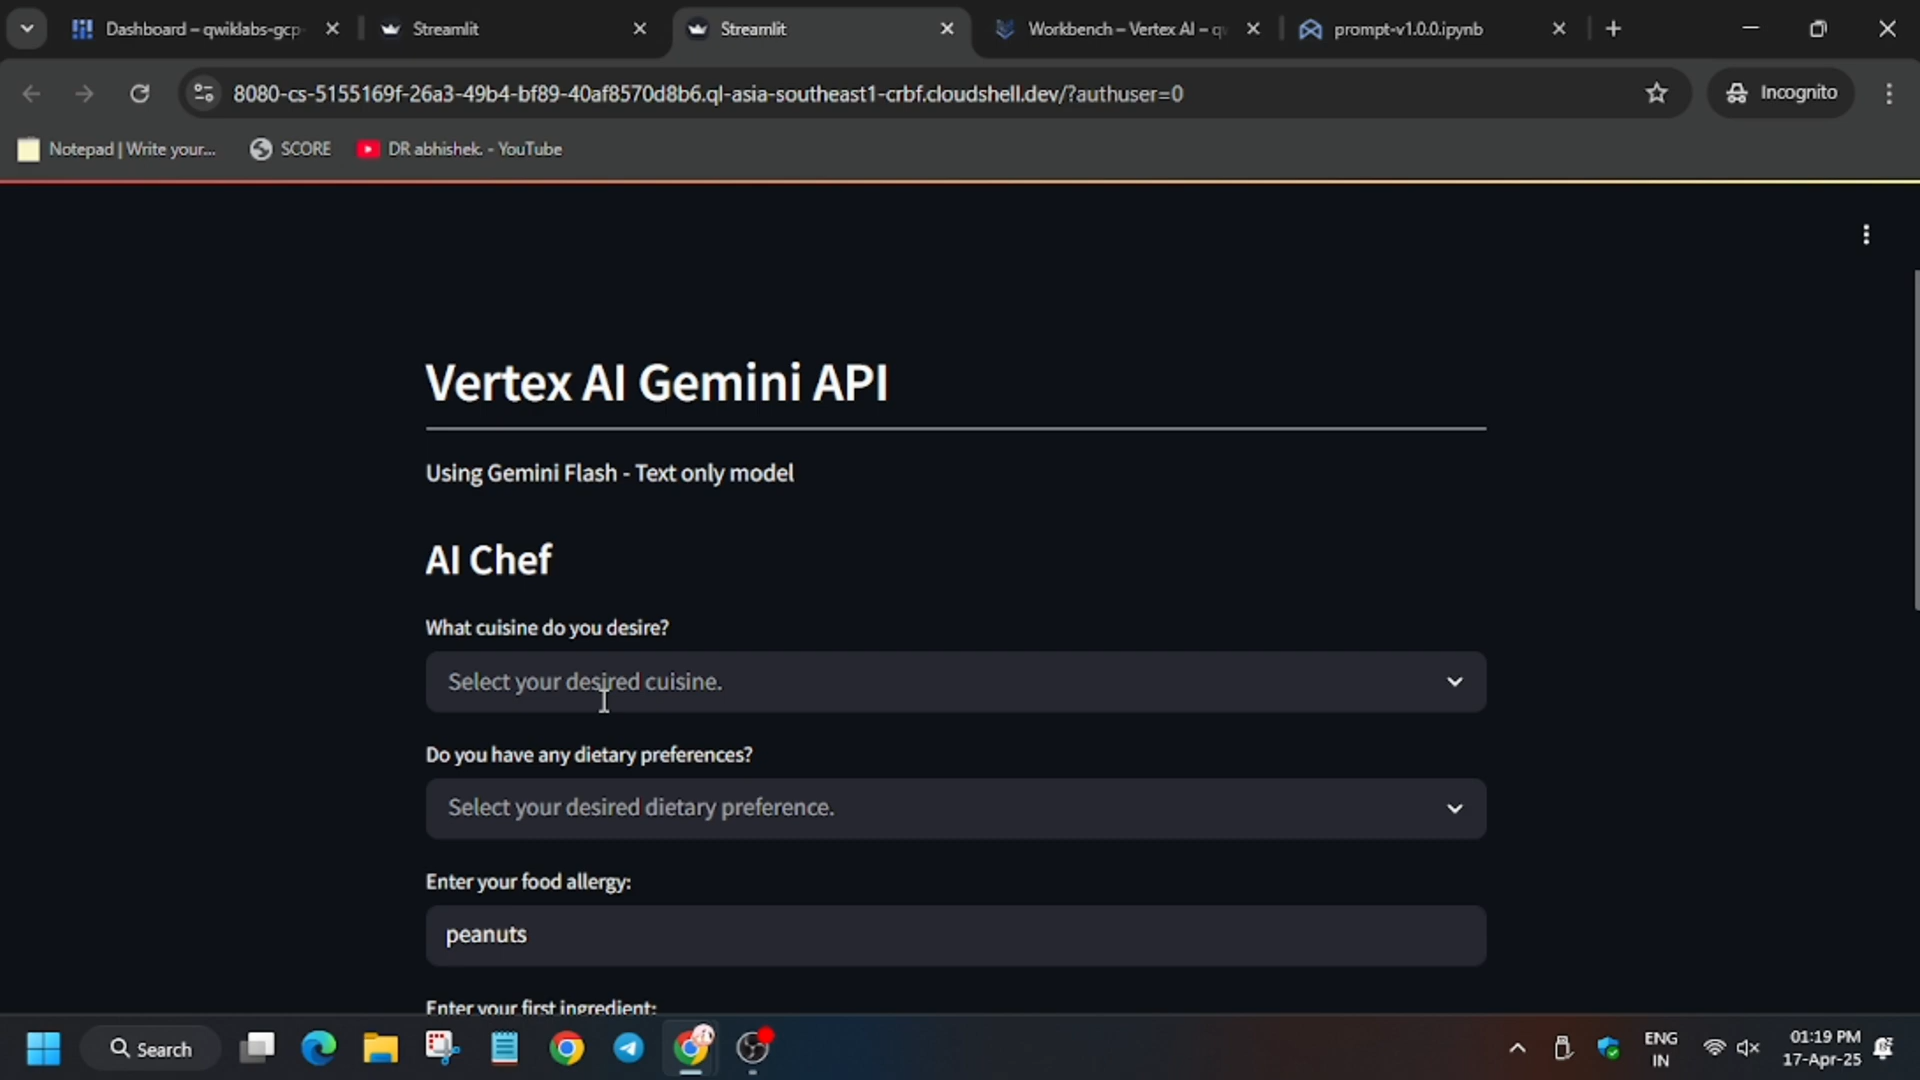 Dashboard – qwiklabs-gcp-
Streamlit
Streamlit
Workbench – Vertex AI – q
prompt-v1.0.0.ipynb
8080-cs-5155169f-26a3-49b4-bf89-40af8570d8b6.ql-asia-southeast1-crbf.cloudshell.dev/?authuser=0
Incognito
Notepad | Write your...
SCORE
DR abhishek. - YouTube
Vertex AI Gemini API
Using Gemini Flash - Text only model
AI Chef
What cuisine do you desire?
Select your desired cuisine.
Do you have any dietary preferences?
Select your desired dietary preference.
Enter your food allergy:
peanuts
Enter your first ingredient:
Search
ENG
IN
01:19 PM
17-Apr-25